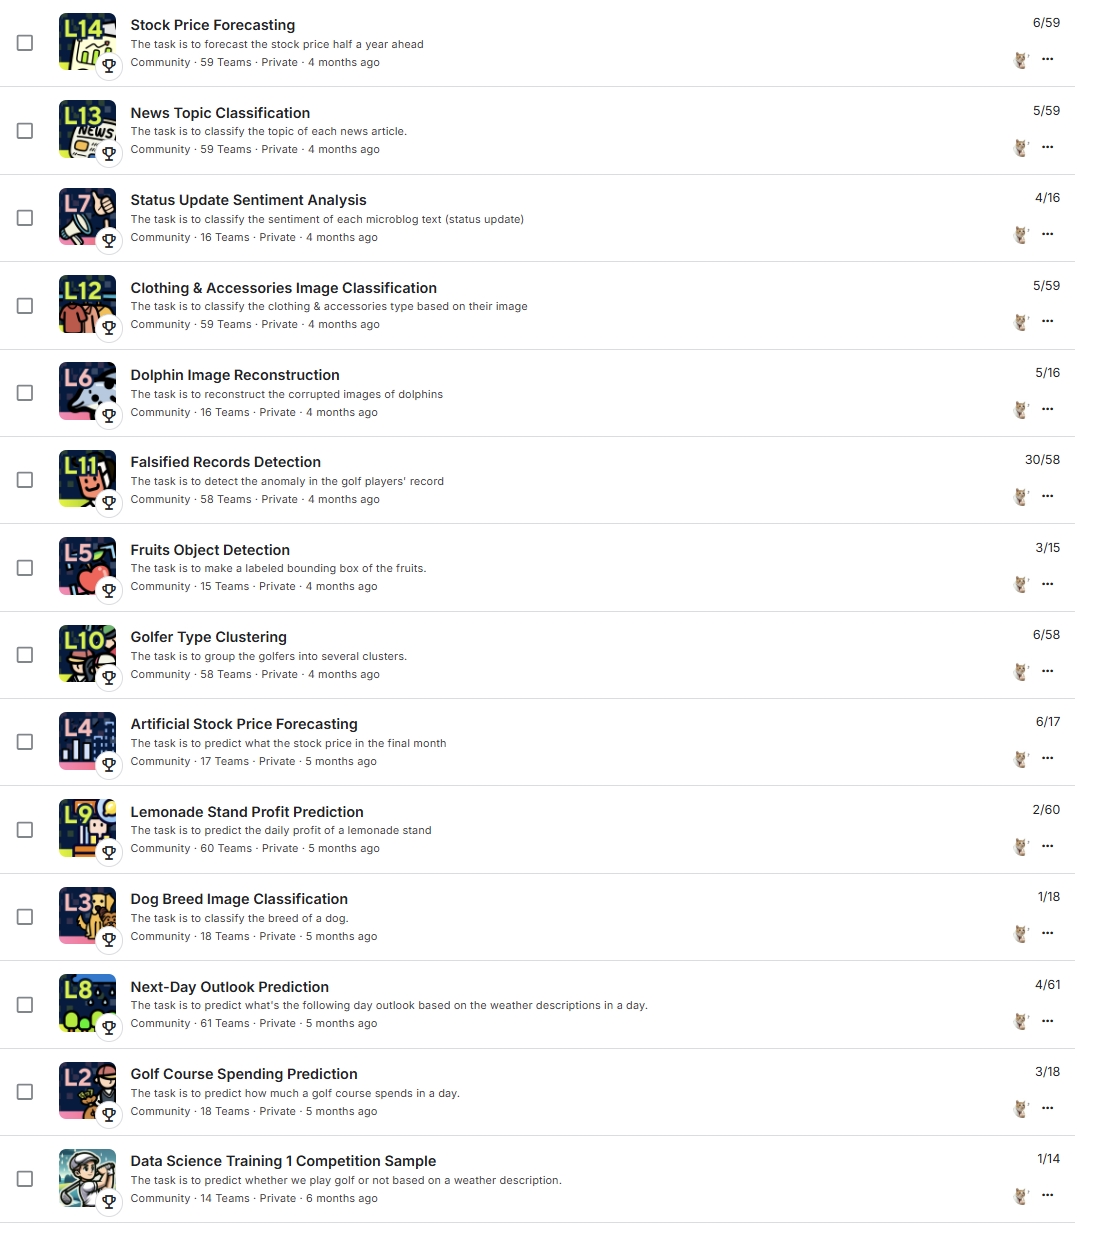 L14
Stock Price Forecasting
6/59
The task is to forecast the stock price half a year ahead
Community · 59 Teams · Private · 4 months ago
L13
NEWS
News Topic Classification
5/59
The task is to classify the topic of each news article.
Community · 59 Teams · Private · 4 months ago
L7
Status Update Sentiment Analysis
4/16
The task is to classify the sentiment of each microblog text (status update)
Community · 16 Teams · Private · 4 months ago
L12
Clothing & Accessories Image Classification
5/59
The task is to classify the clothing & accessories type based on their image
Community · 59 Teams · Private · 4 months ago
L6
Dolphin Image Reconstruction
5/16
The task is to reconstruct the corrupted images of dolphins
Community · 16 Teams · Private · 4 months ago
L11
Falsified Records Detection
30/58
The task is to detect the anomaly in the golf players' record
Community · 58 Teams · Private · 4 months ago
L5
Fruits Object Detection
3/15
The task is to make a labeled bounding box of the fruits.
Community · 15 Teams · Private · 4 months ago
L10
Golfer Type Clustering
6/58
The task is to group the golfers into several clusters.
Community · 58 Teams · Private · 4 months ago
L4
Artificial Stock Price Forecasting
6/17
The task is to predict what the stock price in the final month
Community · 17 Teams · Private · 5 months ago
L9
Lemonade Stand Profit Prediction
2/60
The task is to predict the daily profit of a lemonade stand
Community · 60 Teams · Private · 5 months ago
L3
Dog Breed Image Classification
1/18
The task is to classify the breed of a dog.
Community · 18 Teams · Private · 5 months ago
L8
Next-Day Outlook Prediction
4/61
The task is to predict what's the following day outlook based on the weather descriptions in a day.
Community · 61 Teams · Private · 5 months ago
L2
Golf Course Spending Prediction
3/18
The task is to predict how much a golf course spends in a day.
Community · 18 Teams · Private · 5 months ago
Data Science Training 1 Competition Sample
1/14
The task is to predict whether we play golf or not based on a weather description.
Community · 14 Teams · Private · 6 months ago